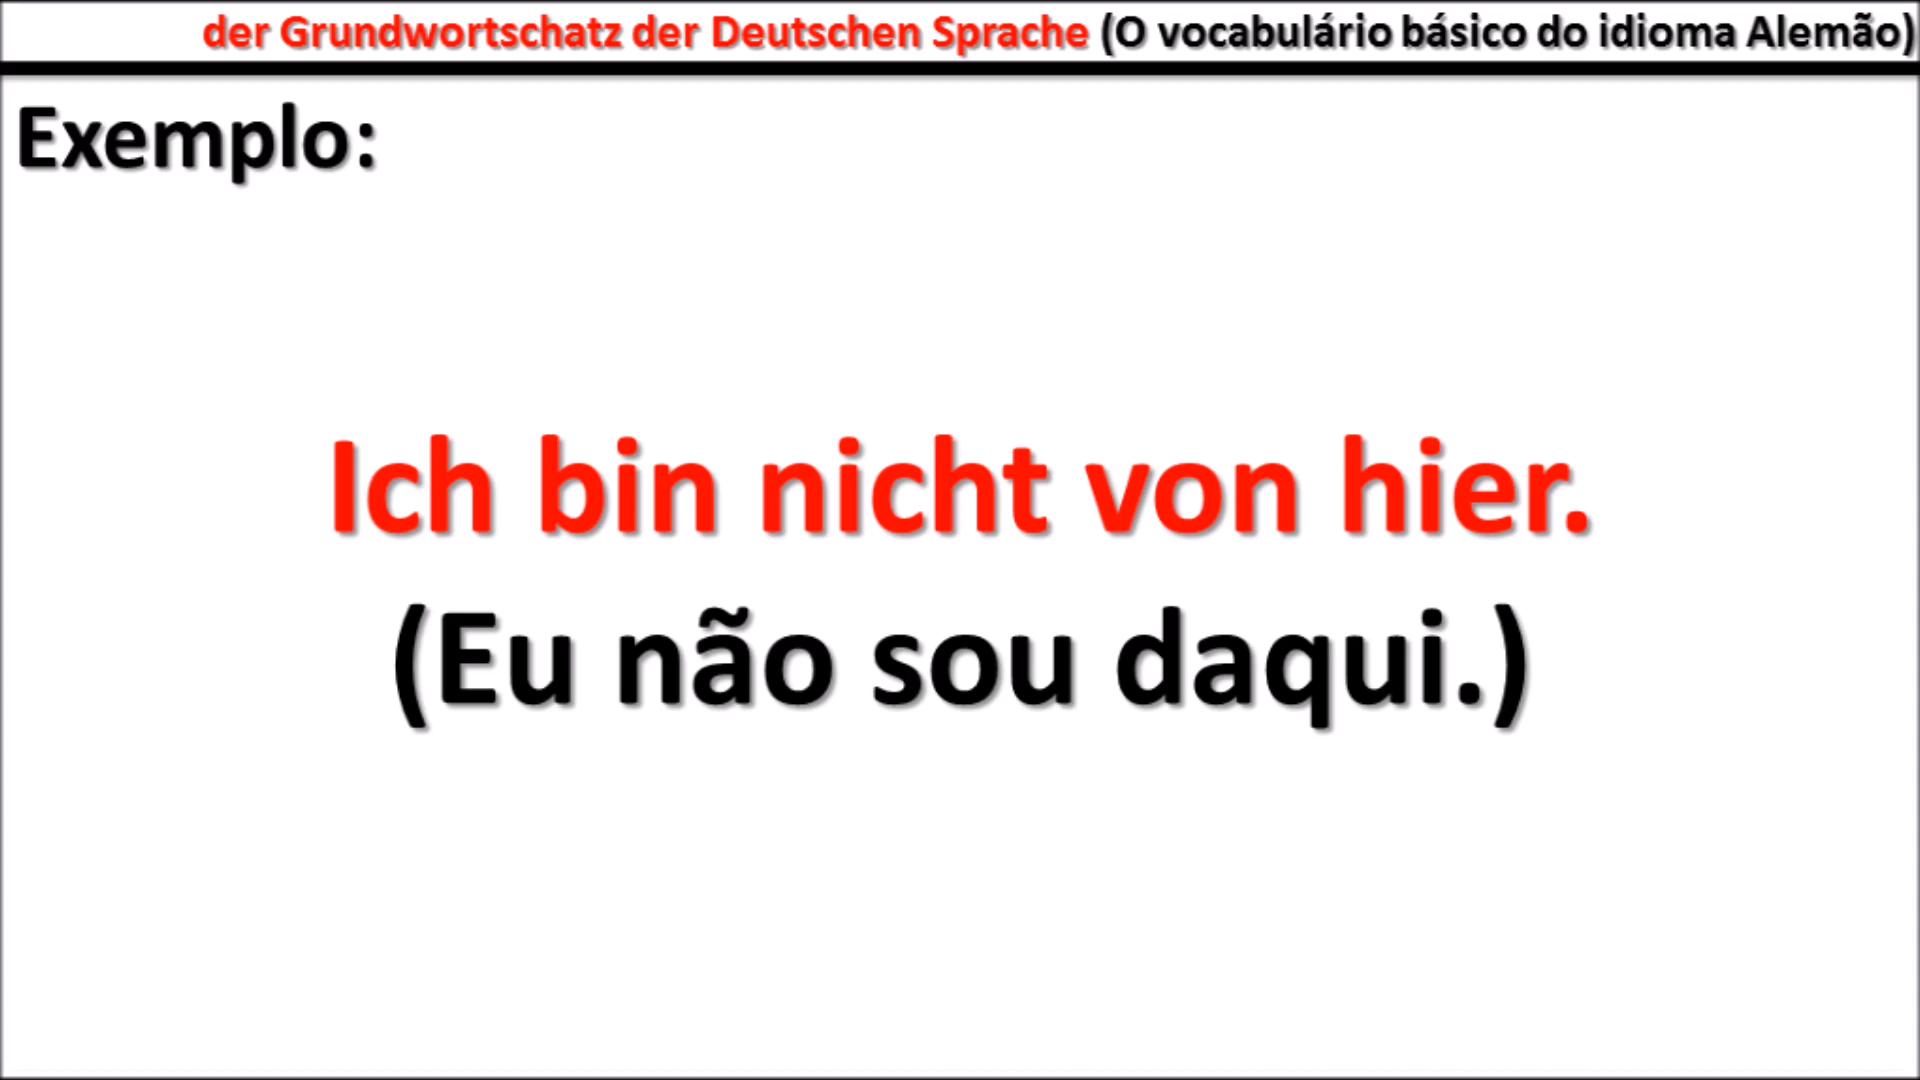 der Grundwortschatz der Deutschen Sprache (O vocabulário básico do idioma Alemão)
Exemplo:
Ich bin nicht von hier.
(Eu não sou daqui.)